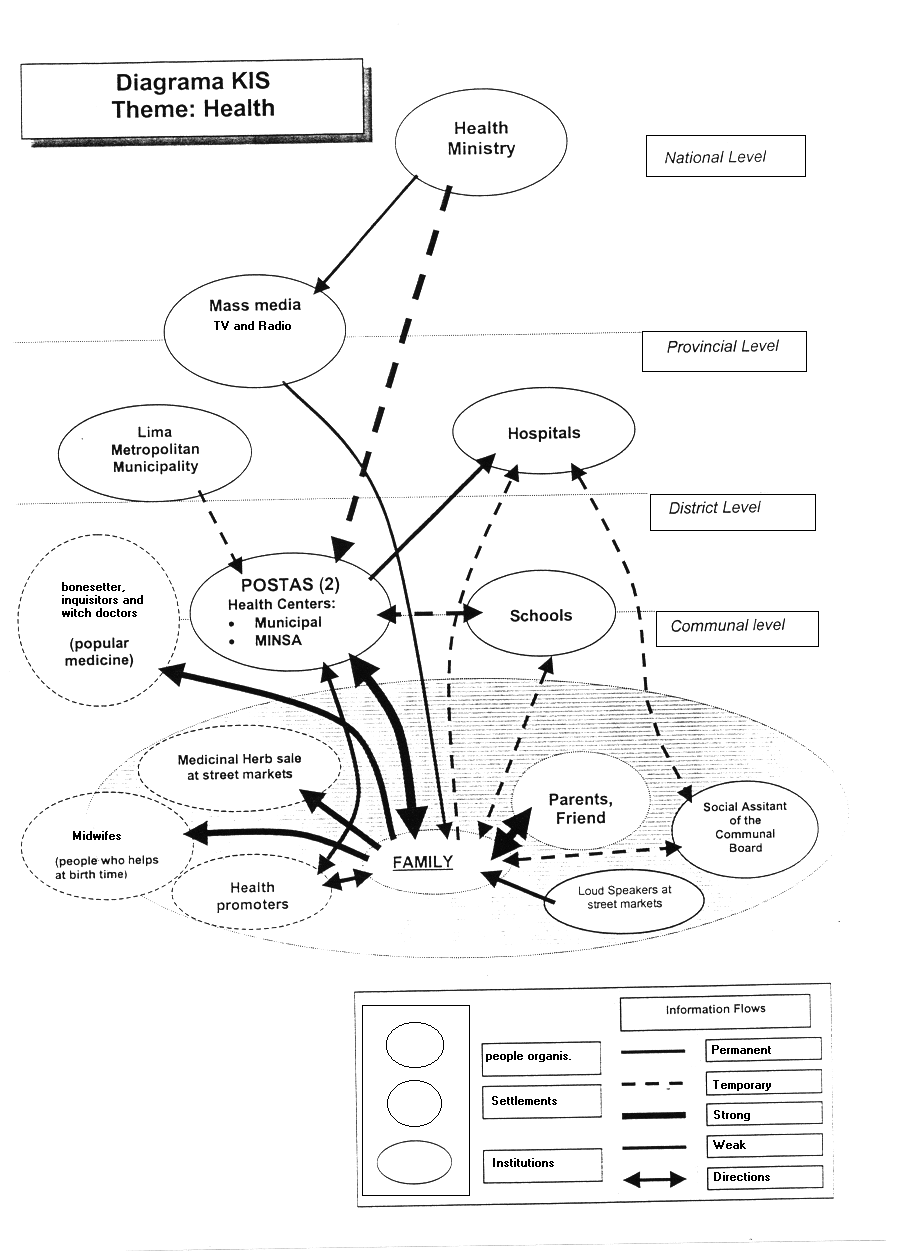 Diagrama KIS
Theme: Health
Health
Ministry
National Level
Mass media
TV and Radio
Provincial Level
Lima
Metropolitan
Municipality
Hospitals
District Level
bonesetter,
inquisitors and
witch doctors
(popular
medicine)
POSTAS (2)
Health Centers:
• Municipal
• MINSA
Schools
Communal level
Medicinal Herb sale
at street markets
Parents,
Friend
Social Assitant
of the
Communal
Board
Midwifes
(people who helps
at birth time)
FAMILY
Health
promoters
Loud Speakers at
street markets
Information Flows
people organis.
Permanent
Settlements
Temporary
Strong
Institutions
Weak
Directions